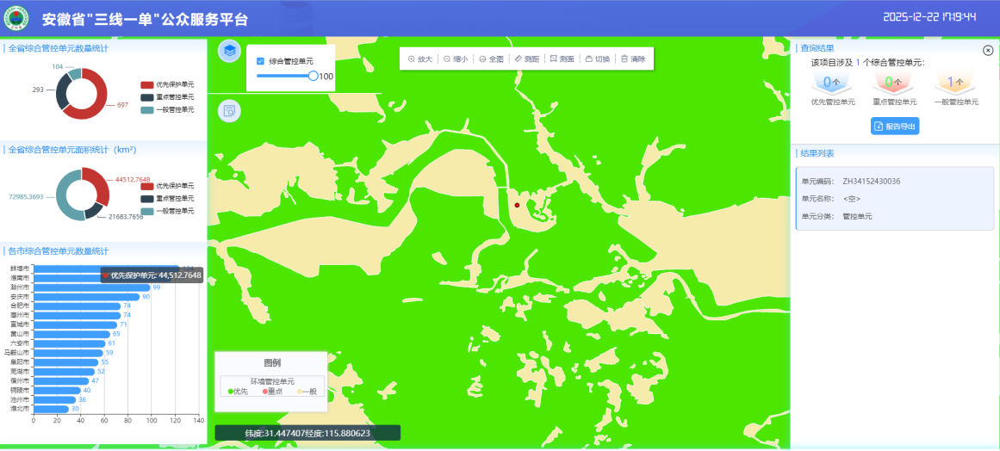 安徽省"三线一单"公众服务平台
2025-12-22 17:19:44
全省综合管控单元数量统计
104
293
697
优先保护单元
重点管控单元
一般管控单元
全省综合管控单元面积统计（km²）
44512.7648
72985.3693
21683.7656
优先保护单元
重点管控单元
一般管控单元
各市综合管控单元数量统计
蚌埠市
淮南市
优先保护单元: 44,512.7648
滁州市 99
安庆市 90
合肥市 74
亳州市 74
宣城市 71
黄山市 65
六安市 61
马鞍山市 59
阜阳市 55
芜湖市 52
宿州市 47
铜陵市 40
池州市 36
淮北市 30
0 20 40 60 80 100 120 140
综合管控单元
100
放大 缩小 全图 测距 测面 切换 清除
图例
环境管控单元
优先 重点 一般
纬度:31.447407经度:115.880623
查询结果
该项目涉及 1 个综合管控单元:
0个 0个 1个
优先管控单元 重点管控单元 一般管控单元
报告导出
结果列表
单元编码： ZH34152430036
单元名称： <空>
单元分类： 管控单元